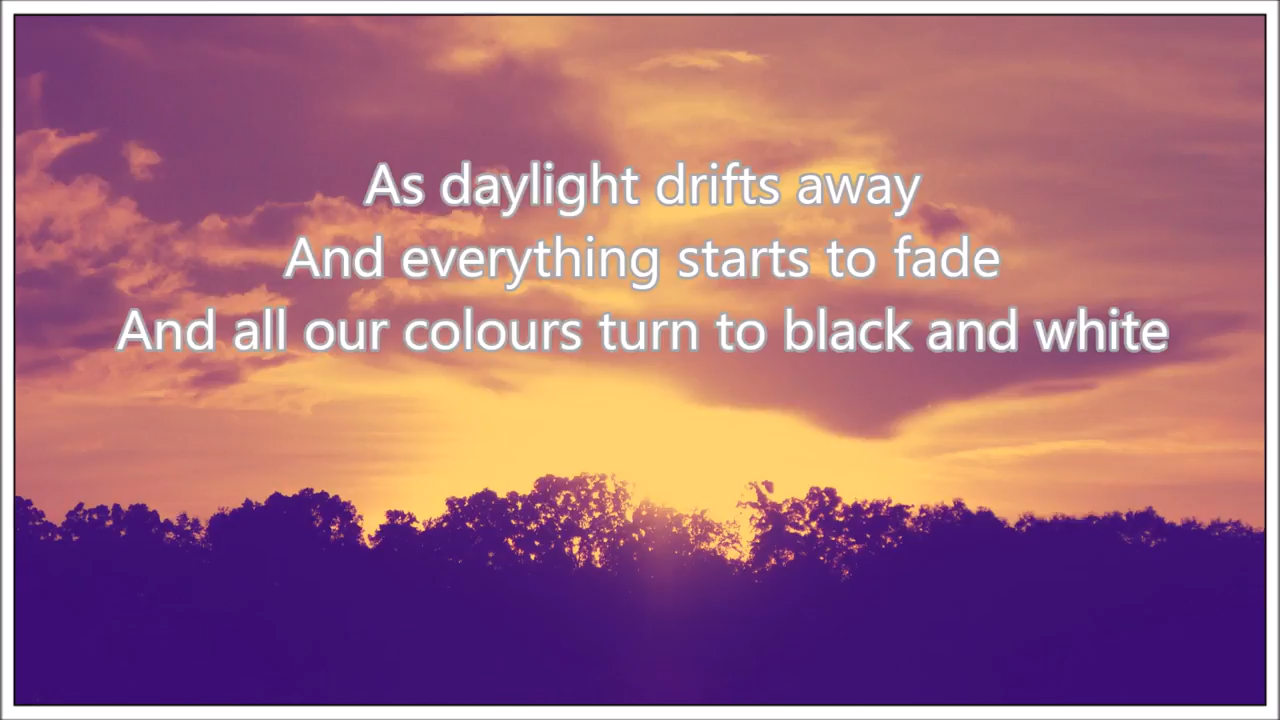 As daylight drifts away
And everything starts to fade
And all our colours turn to black and white